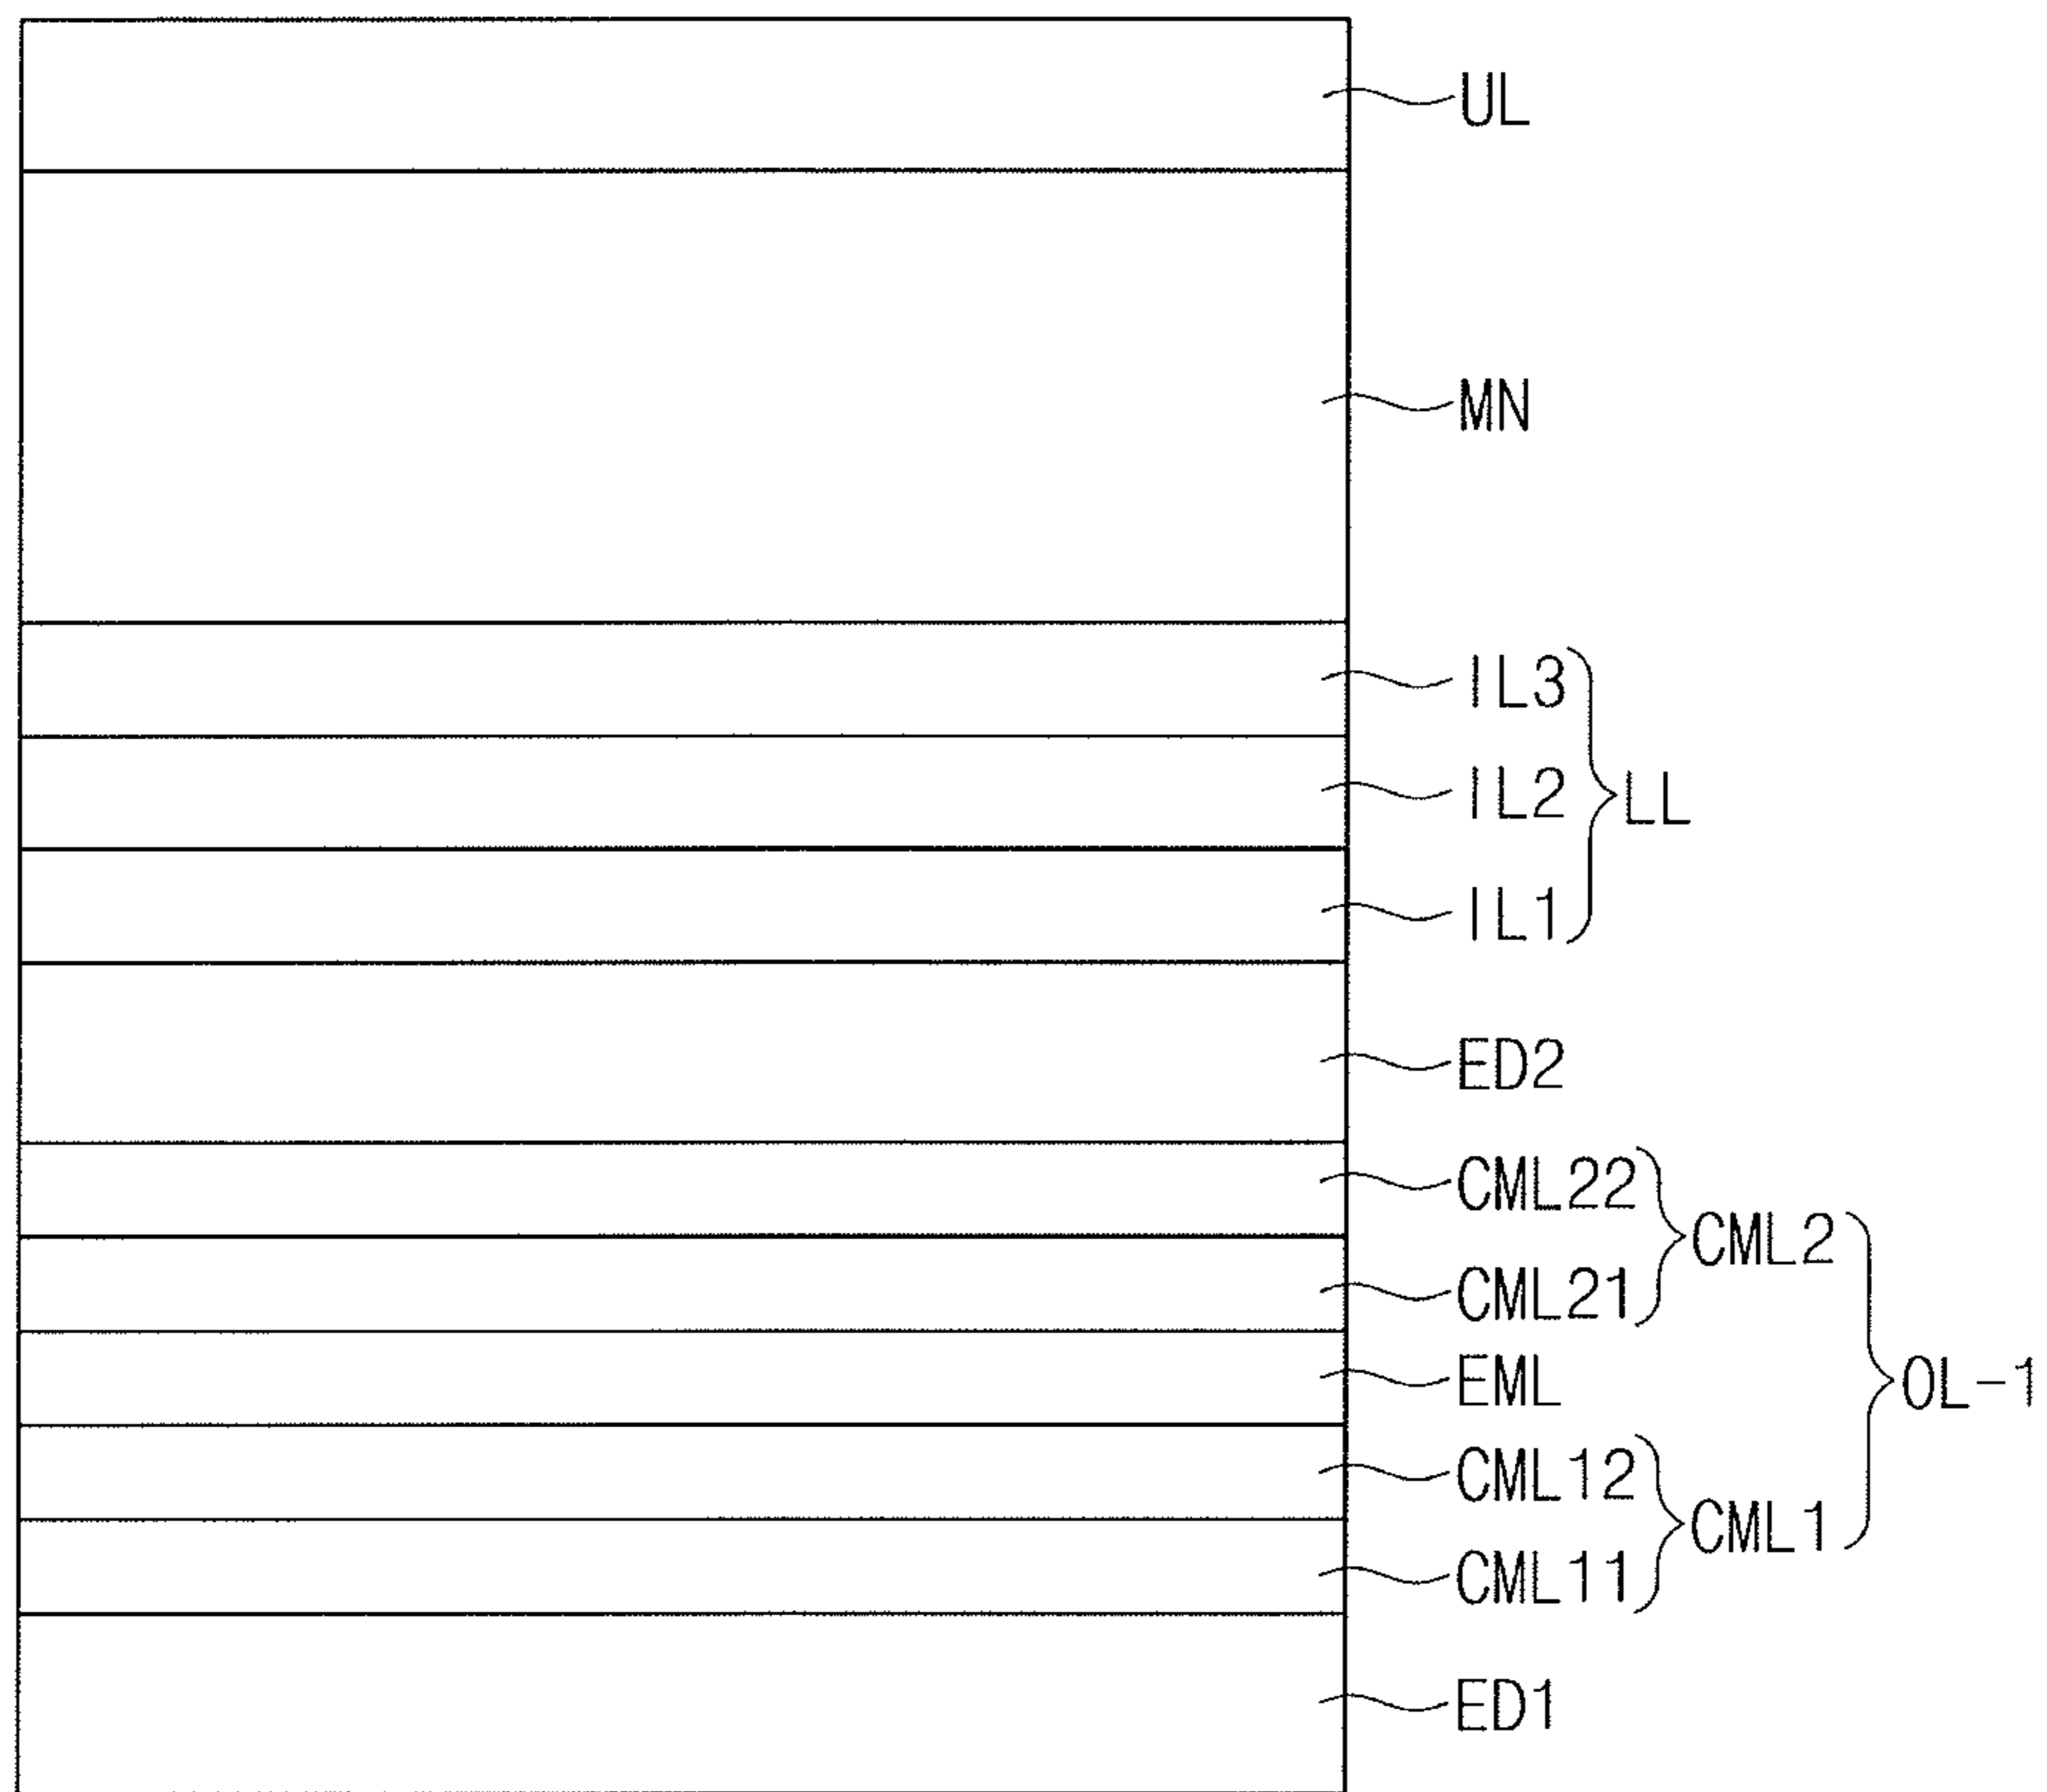 UL
MN
IL3
IL2
LL
IL1
ED2
CML22
CML2
CML21
EML
OL-1
CML12
CML1
CML11
ED1